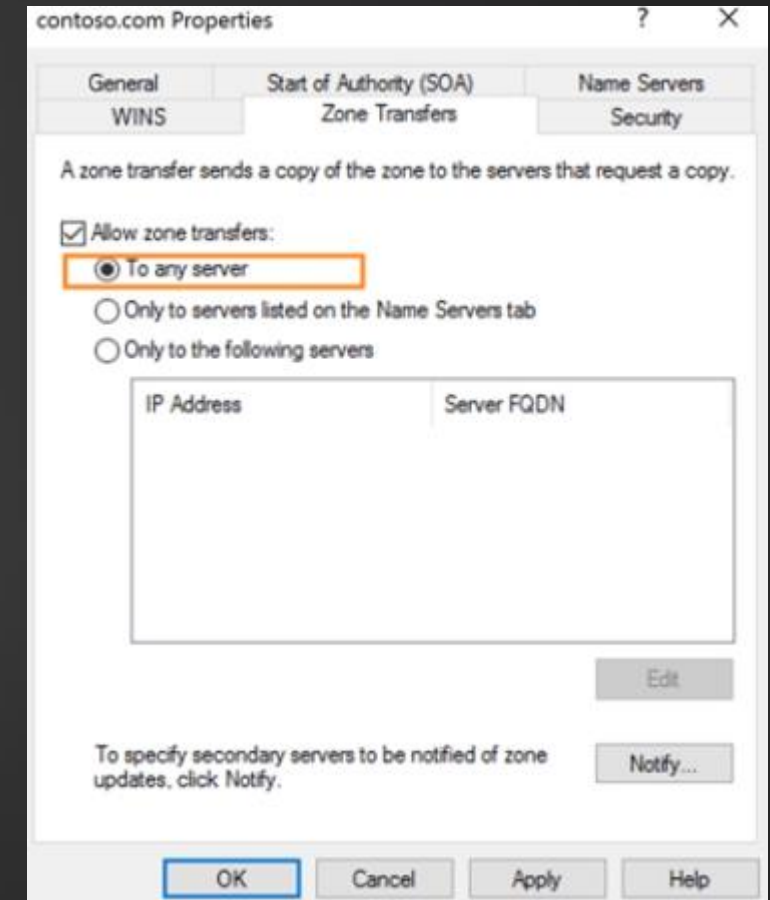 contoso.com Properties ? X
General Start of Authority (SOA) Name Servers
WINS Zone Transfers Security
A zone transfer sends a copy of the zone to the servers that request a copy.
Allow zone transfers:
To any server
Only to servers listed on the Name Servers tab
Only to the following servers
IP Address Server FQDN
Edit
To specify secondary servers to be notified of zone
updates, click Notify.
Notify...
OK Cancel Apply Help